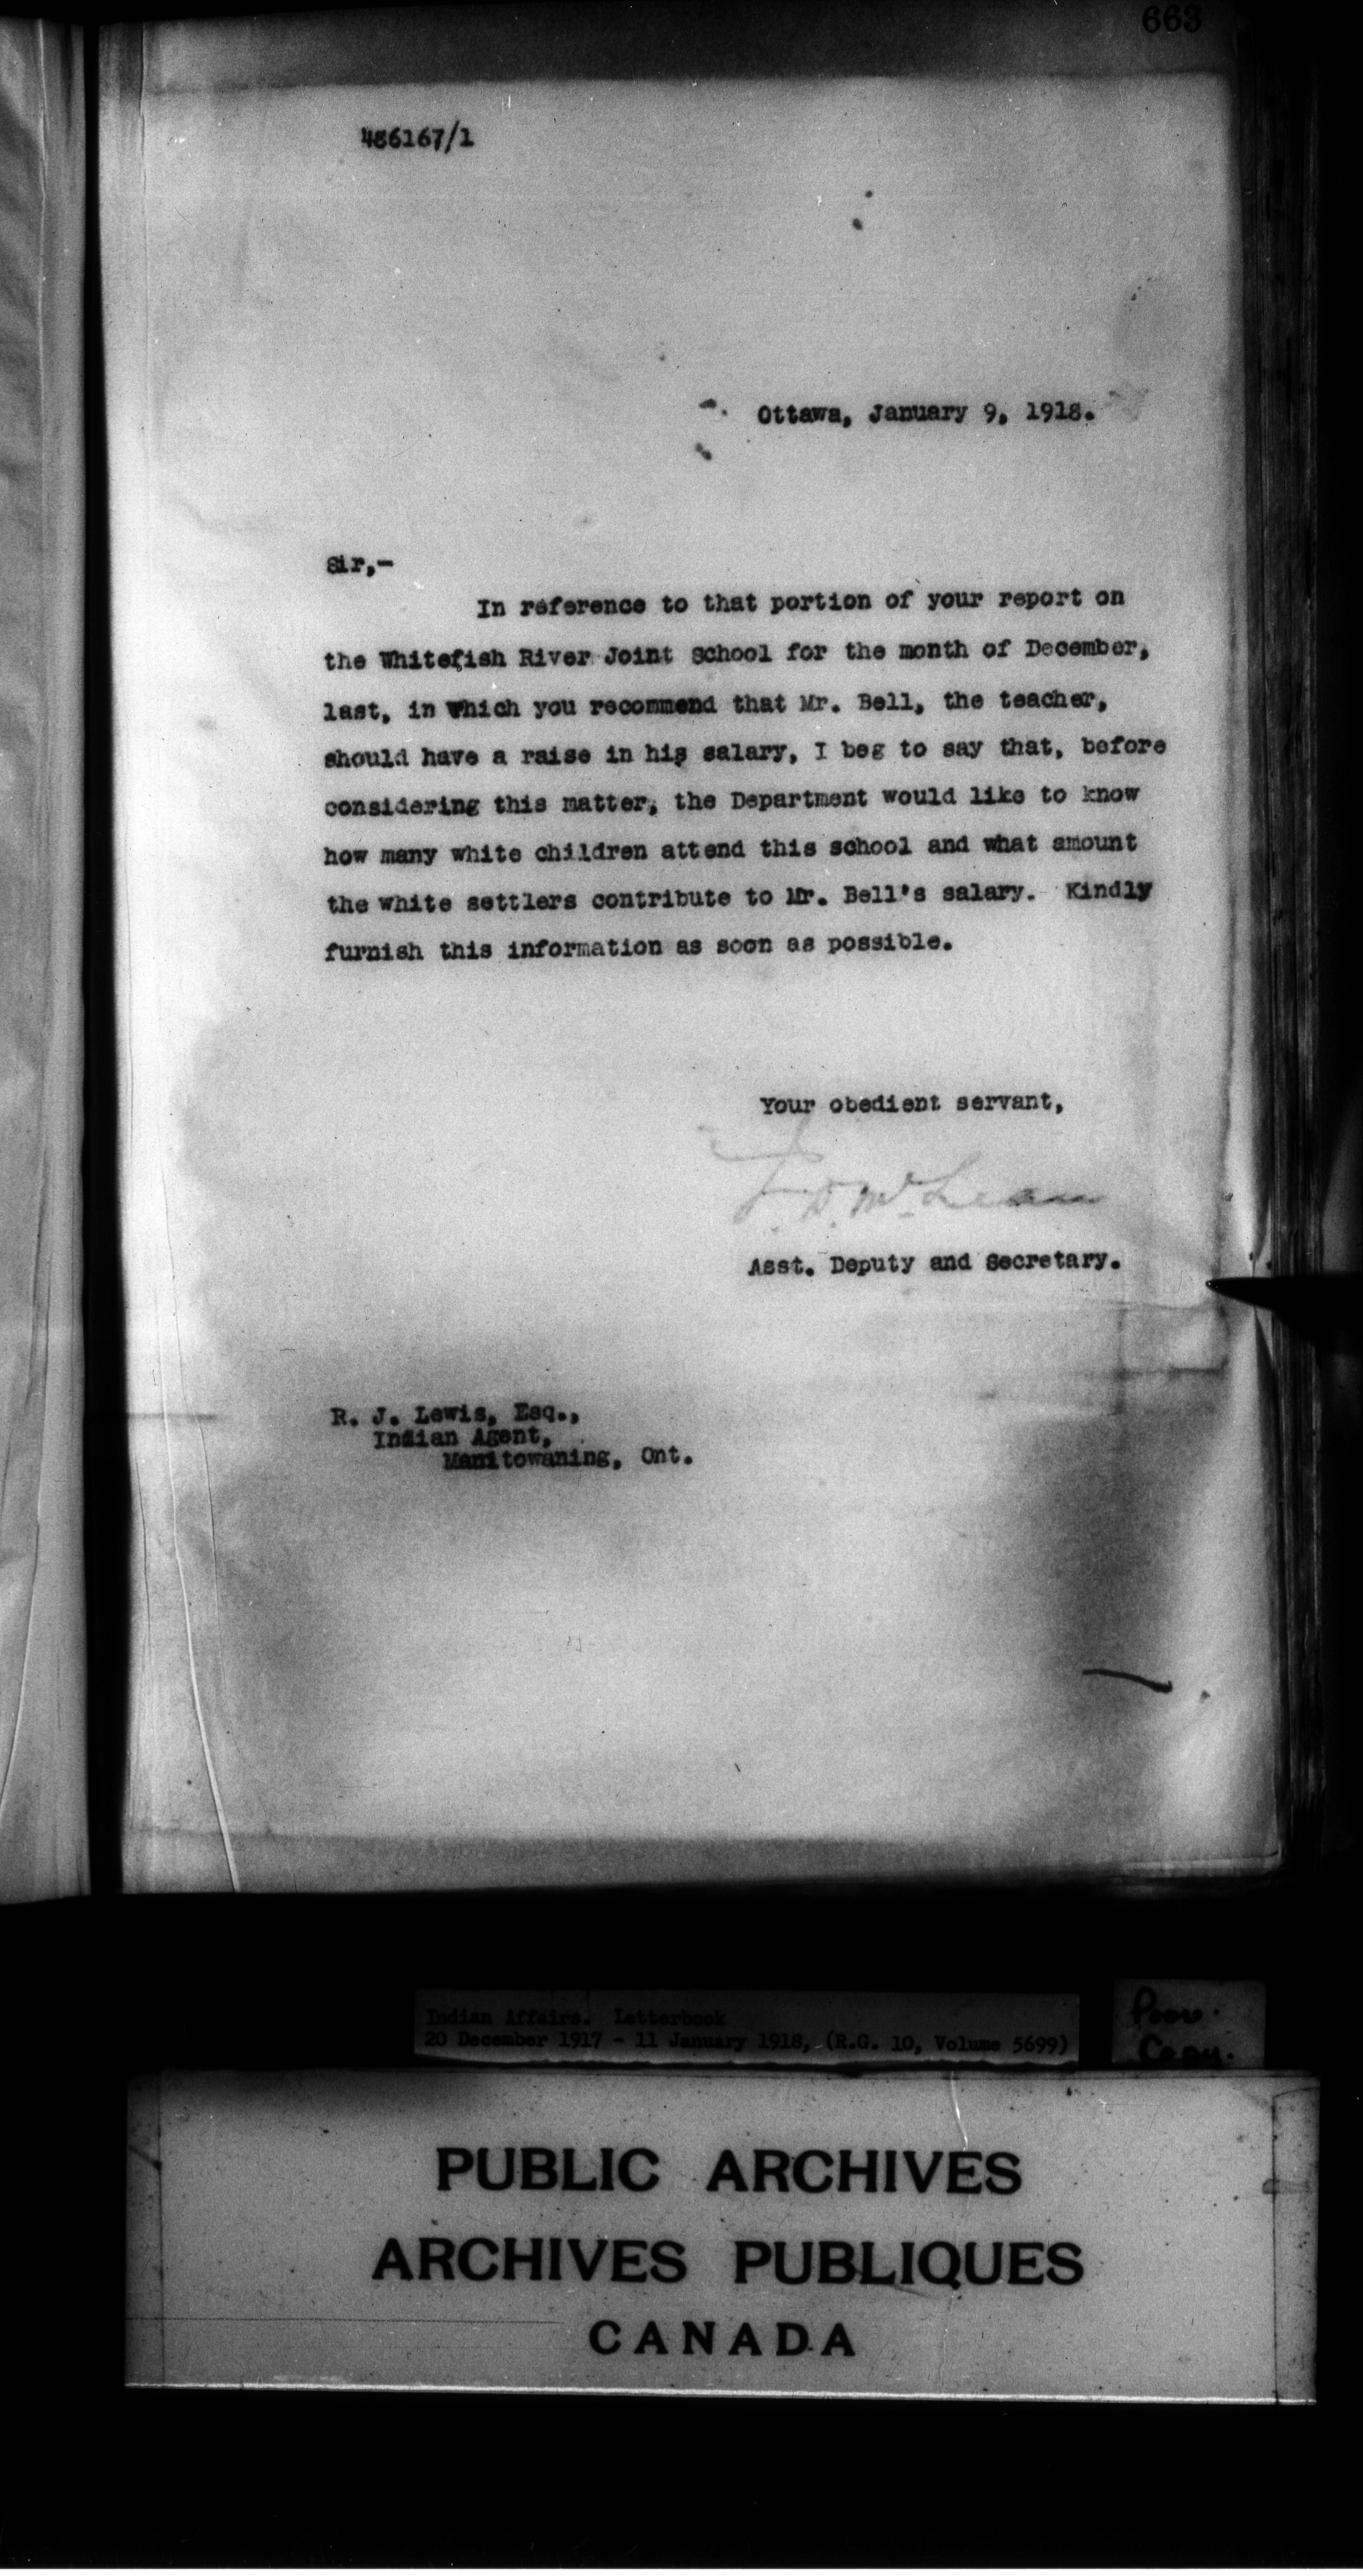 663
486167/1
Ottawa, January 9, 1918.
Sir,-
In reference to that portion of your report on
the Whitefish River Joint School for the month of December,
last, in which you recommend that Mr. Bell, the teacher,
should have a raise in his salary, I beg to say that, before
considering this matter, the Department would like to know
how many white children attend this school and what amount
the white settlers contribute to Mr. Bell's salary. Kindly
furnish this information as soon as possible.
Your obedient servant,
J. D. McLean
Asst. Deputy and Secretary.
R. J. Lewis, Esq.,
Indian Agent,
Manitowaning, Ont.
Indian Affairs. Letterbook
20 December 1917 - 11 January 1918, (R.G. 10, Volume 5699)
Poor
Copy.
PUBLIC ARCHIVES
ARCHIVES PUBLIQUES
CANADA